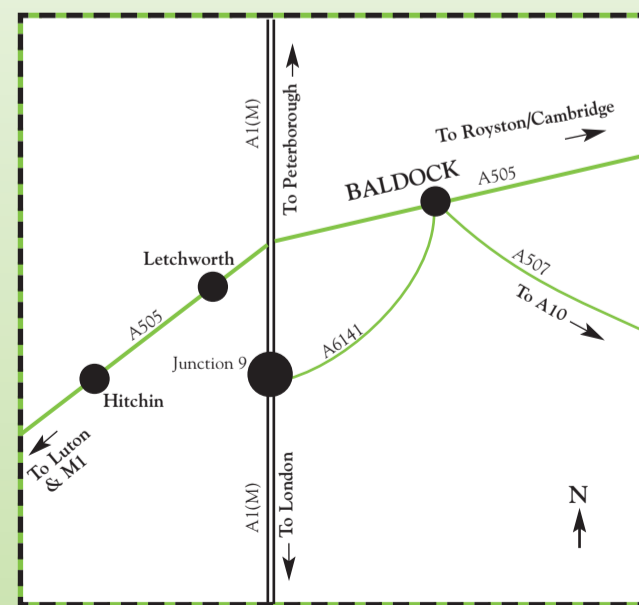 A1(M)
To Peterborough
To Royston/Cambridge
BALDOCK
A505
Letchworth
A507
To A10
A505
A6141
Junction 9
Hitchin
To Luton
& M1
A1(M)
To London
N